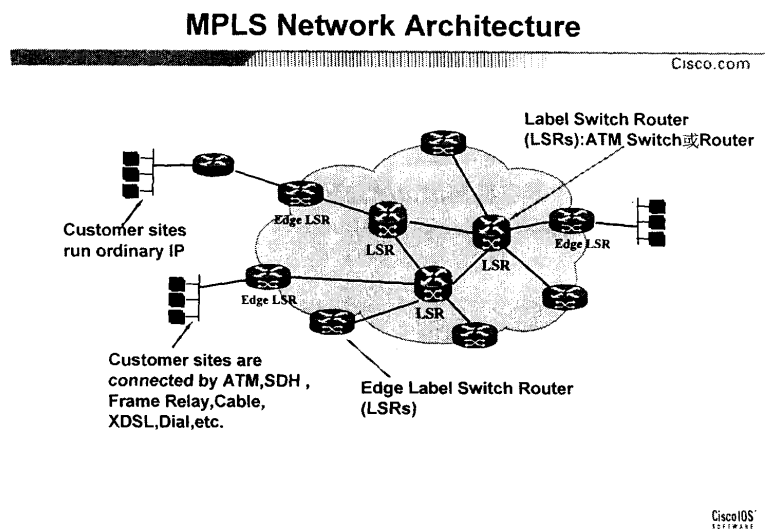 MPLS Network Architecture
Cisco.com
Label Switch Router
(LSRs):ATM Switch或Router
Edge LSR
Customer sites
run ordinary IP
LSR
LSR
Edge LSR
Edge LSR
LSR
Customer sites are
connected by ATM,SDH ,
Frame Relay,Cable,
XDSL,Dial,etc.
Edge Label Switch Router
(LSRs)
CiscoIOS
SOFTWARE